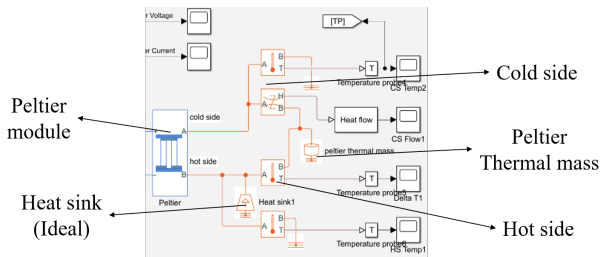 r Voltage
er Current
[TP]
A
B
T
T
Temperature probe4
CS Temp2
Cold side
A
H
B
Heat flow
CS Flow1
Peltier
module
cold side
A
hot side
B
Peltier
peltier thermal mass
Peltier
Thermal mass
A
B
T
T
Temperature probe5
Delta T1
Heat sink
(Ideal)
Heat sink1
Hot side
A
B
T
T
Temperature probe6
HS Temp1